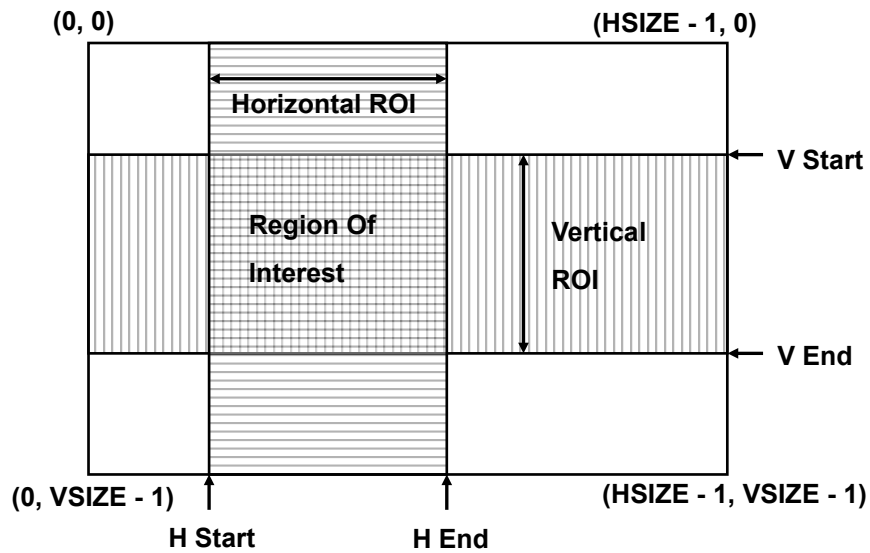 (0, 0)
(HSIZE - 1, 0)
Horizontal ROI
V Start
Region Of
Interest
Vertical
ROI
V End
(0, VSIZE - 1)
(HSIZE - 1, VSIZE - 1)
H Start
H End